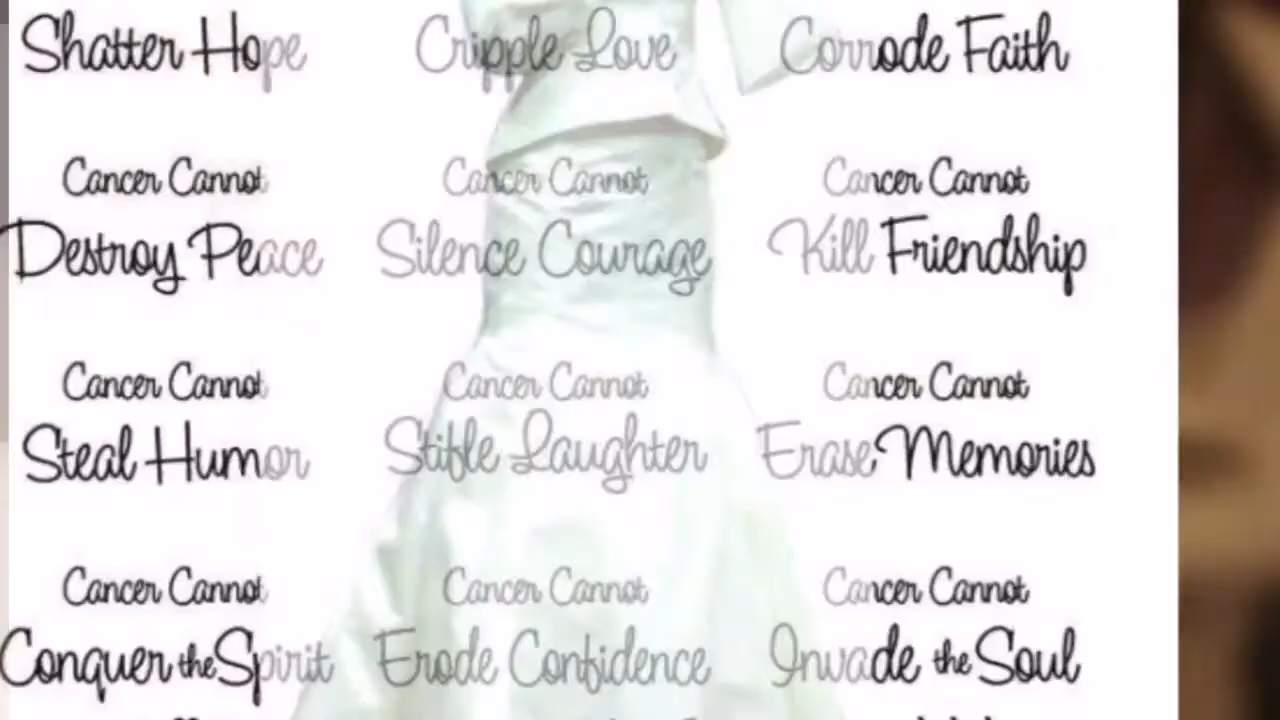 Shatter Hope Cripple Love Corrode Faith
Cancer Cannot Cancer Cannot Cancer Cannot
Destroy Peace Silence Courage Kill Friendship
Cancer Cannot Cancer Cannot Cancer Cannot
Steal Humor Stifle Laughter Erase Memories
Cancer Cannot Cancer Cannot Cancer Cannot
Conquer the Spirit Erode Confidence Invade the Soul